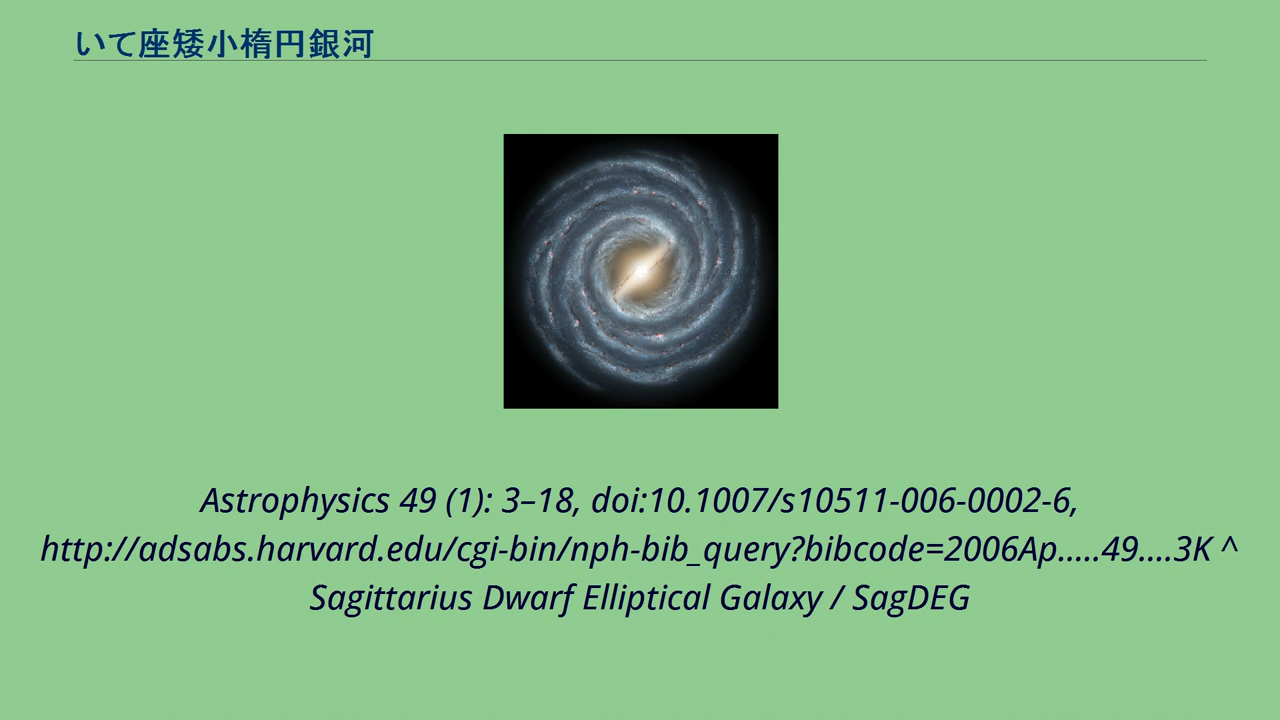 いて座矮小楕円銀河
Astrophysics 49 (1): 3–18, doi:10.1007/s10511-006-0002-6,
http://adsabs.harvard.edu/cgi-bin/nph-bib_query?bibcode=2006Ap.....49....3K ^
Sagittarius Dwarf Elliptical Galaxy / SagDEG